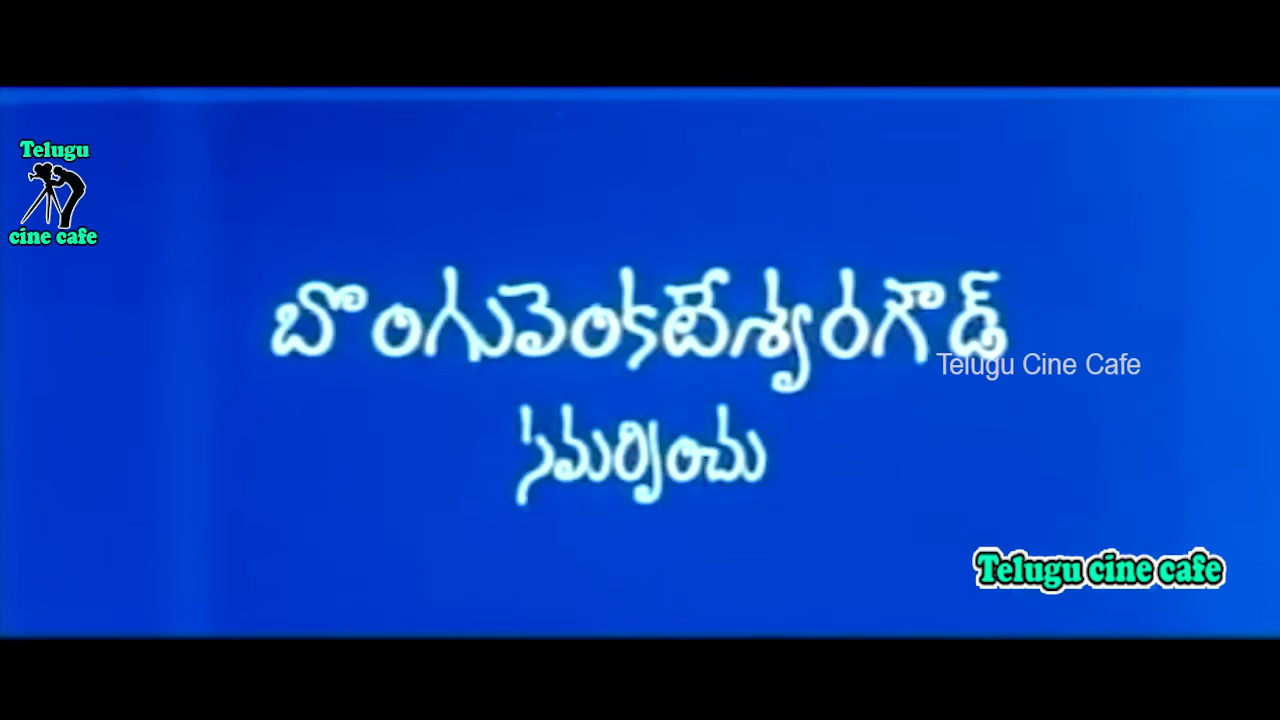 Telugu
cine cafe
బొంగువెంకటేశ్వరగౌడ్
Telugu Cine Cafe
సమర్పించు
Telugu cine cafe